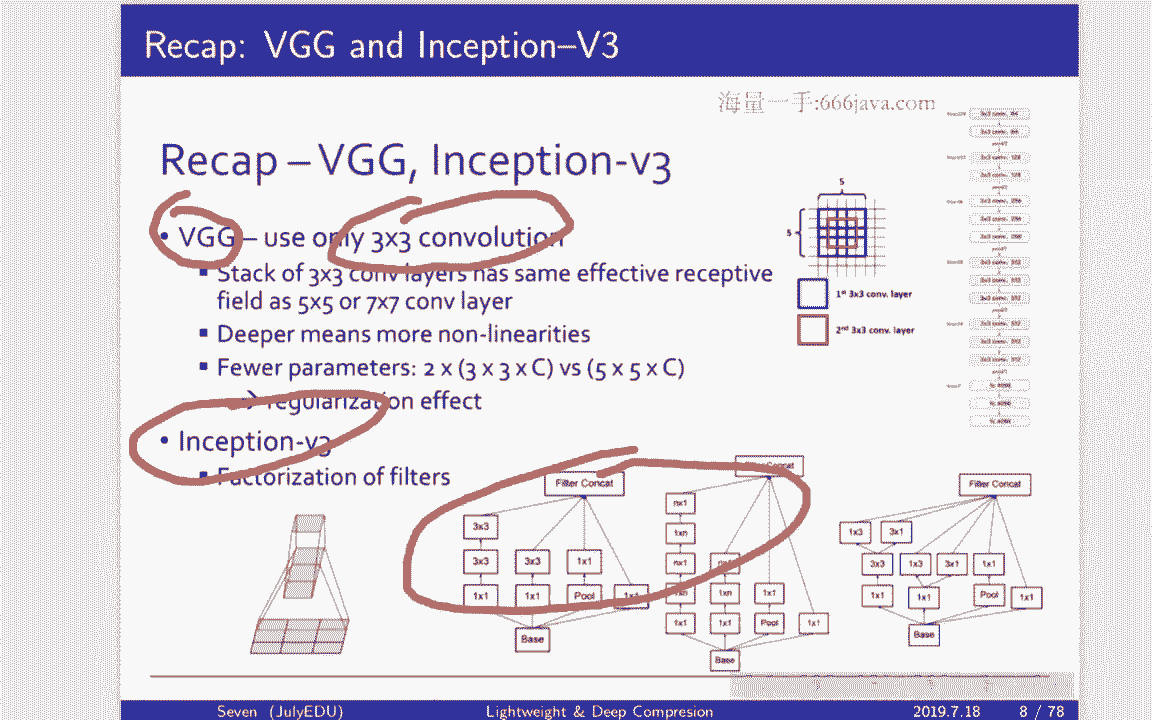 Recap: VGG and Inception–V3
海量一手:666java.com
Recap – VGG, Inception-v3
• VGG – use only 3x3 convolution
▪ Stack of 3x3 conv layers has same effective receptive
field as 5x5 or 7x7 conv layer
▪ Deeper means more non-linearities
▪ Fewer parameters: 2 x (3 x 3 x C) vs (5 x 5 x C)
→ regularization effect
• Inception-v3
▪ Factorization of filters
5
5
1st 3x3 conv. layer
2nd 3x3 conv. layer
3x3 conv, 64
3x3 conv, 64
3x3 conv, 128
3x3 conv, 128
3x3 conv, 256
3x3 conv, 256
3x3 conv, 256
3x3 conv, 512
3x3 conv, 512
3x3 conv, 512
3x3 conv, 512
3x3 conv, 512
3x3 conv, 512
fc 4096
fc 4096
Filter Concat
3x3
3x3 3x3 1x1
1x1 1x1 Pool 1x1
Base
Filter Concat
nx1
1xn
nx1 nx1
1xn 1xn 1x1
1x1 1x1 Pool 1x1
Base
Filter Concat
1x3 3x1
3x3 1x3 3x1 1x1
1x1 1x1 Pool 1x1
Base
Seven (JulyEDU) Lightweight & Deep Compresion 2019.7.18 8 / 78